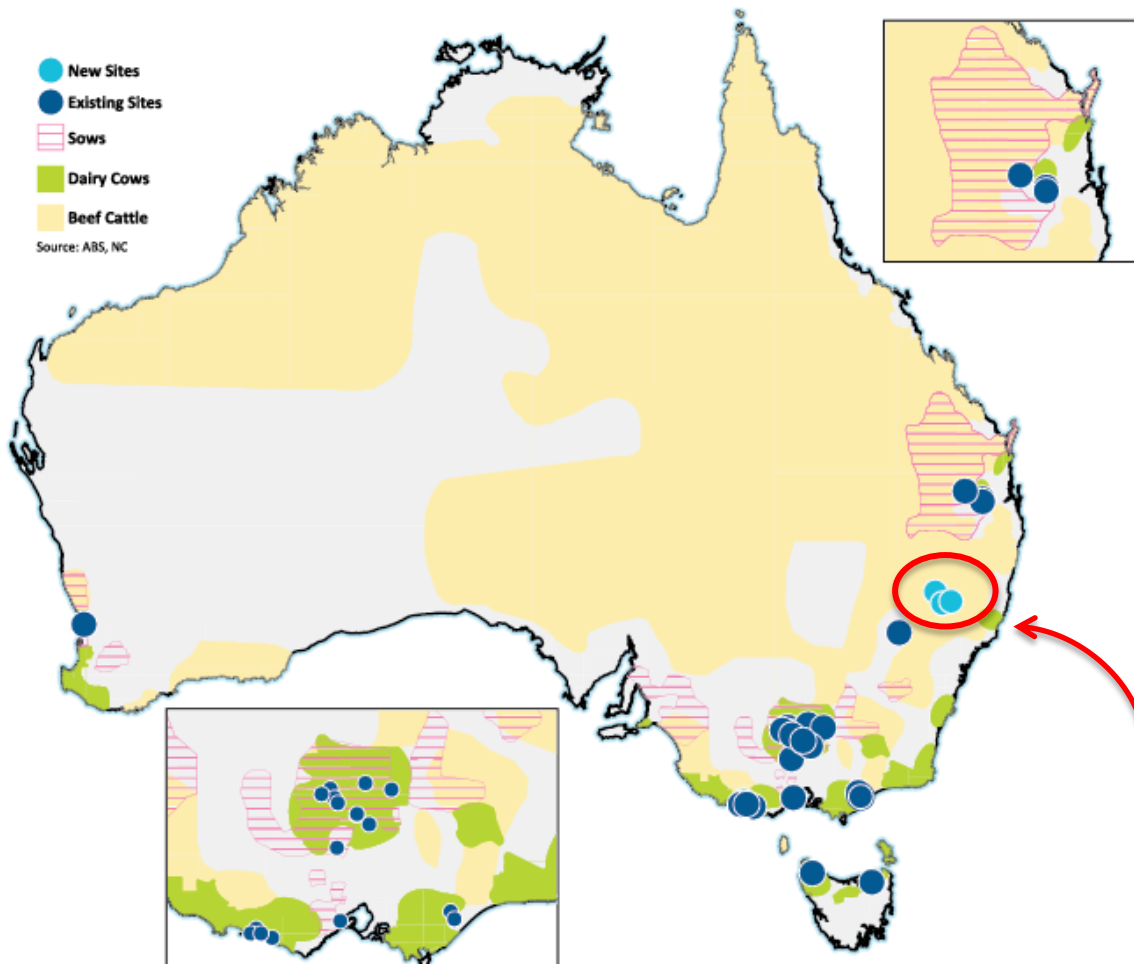 New Sites
Existing Sites
Sows
Dairy Cows
Beef Cattle
Source: ABS, NC